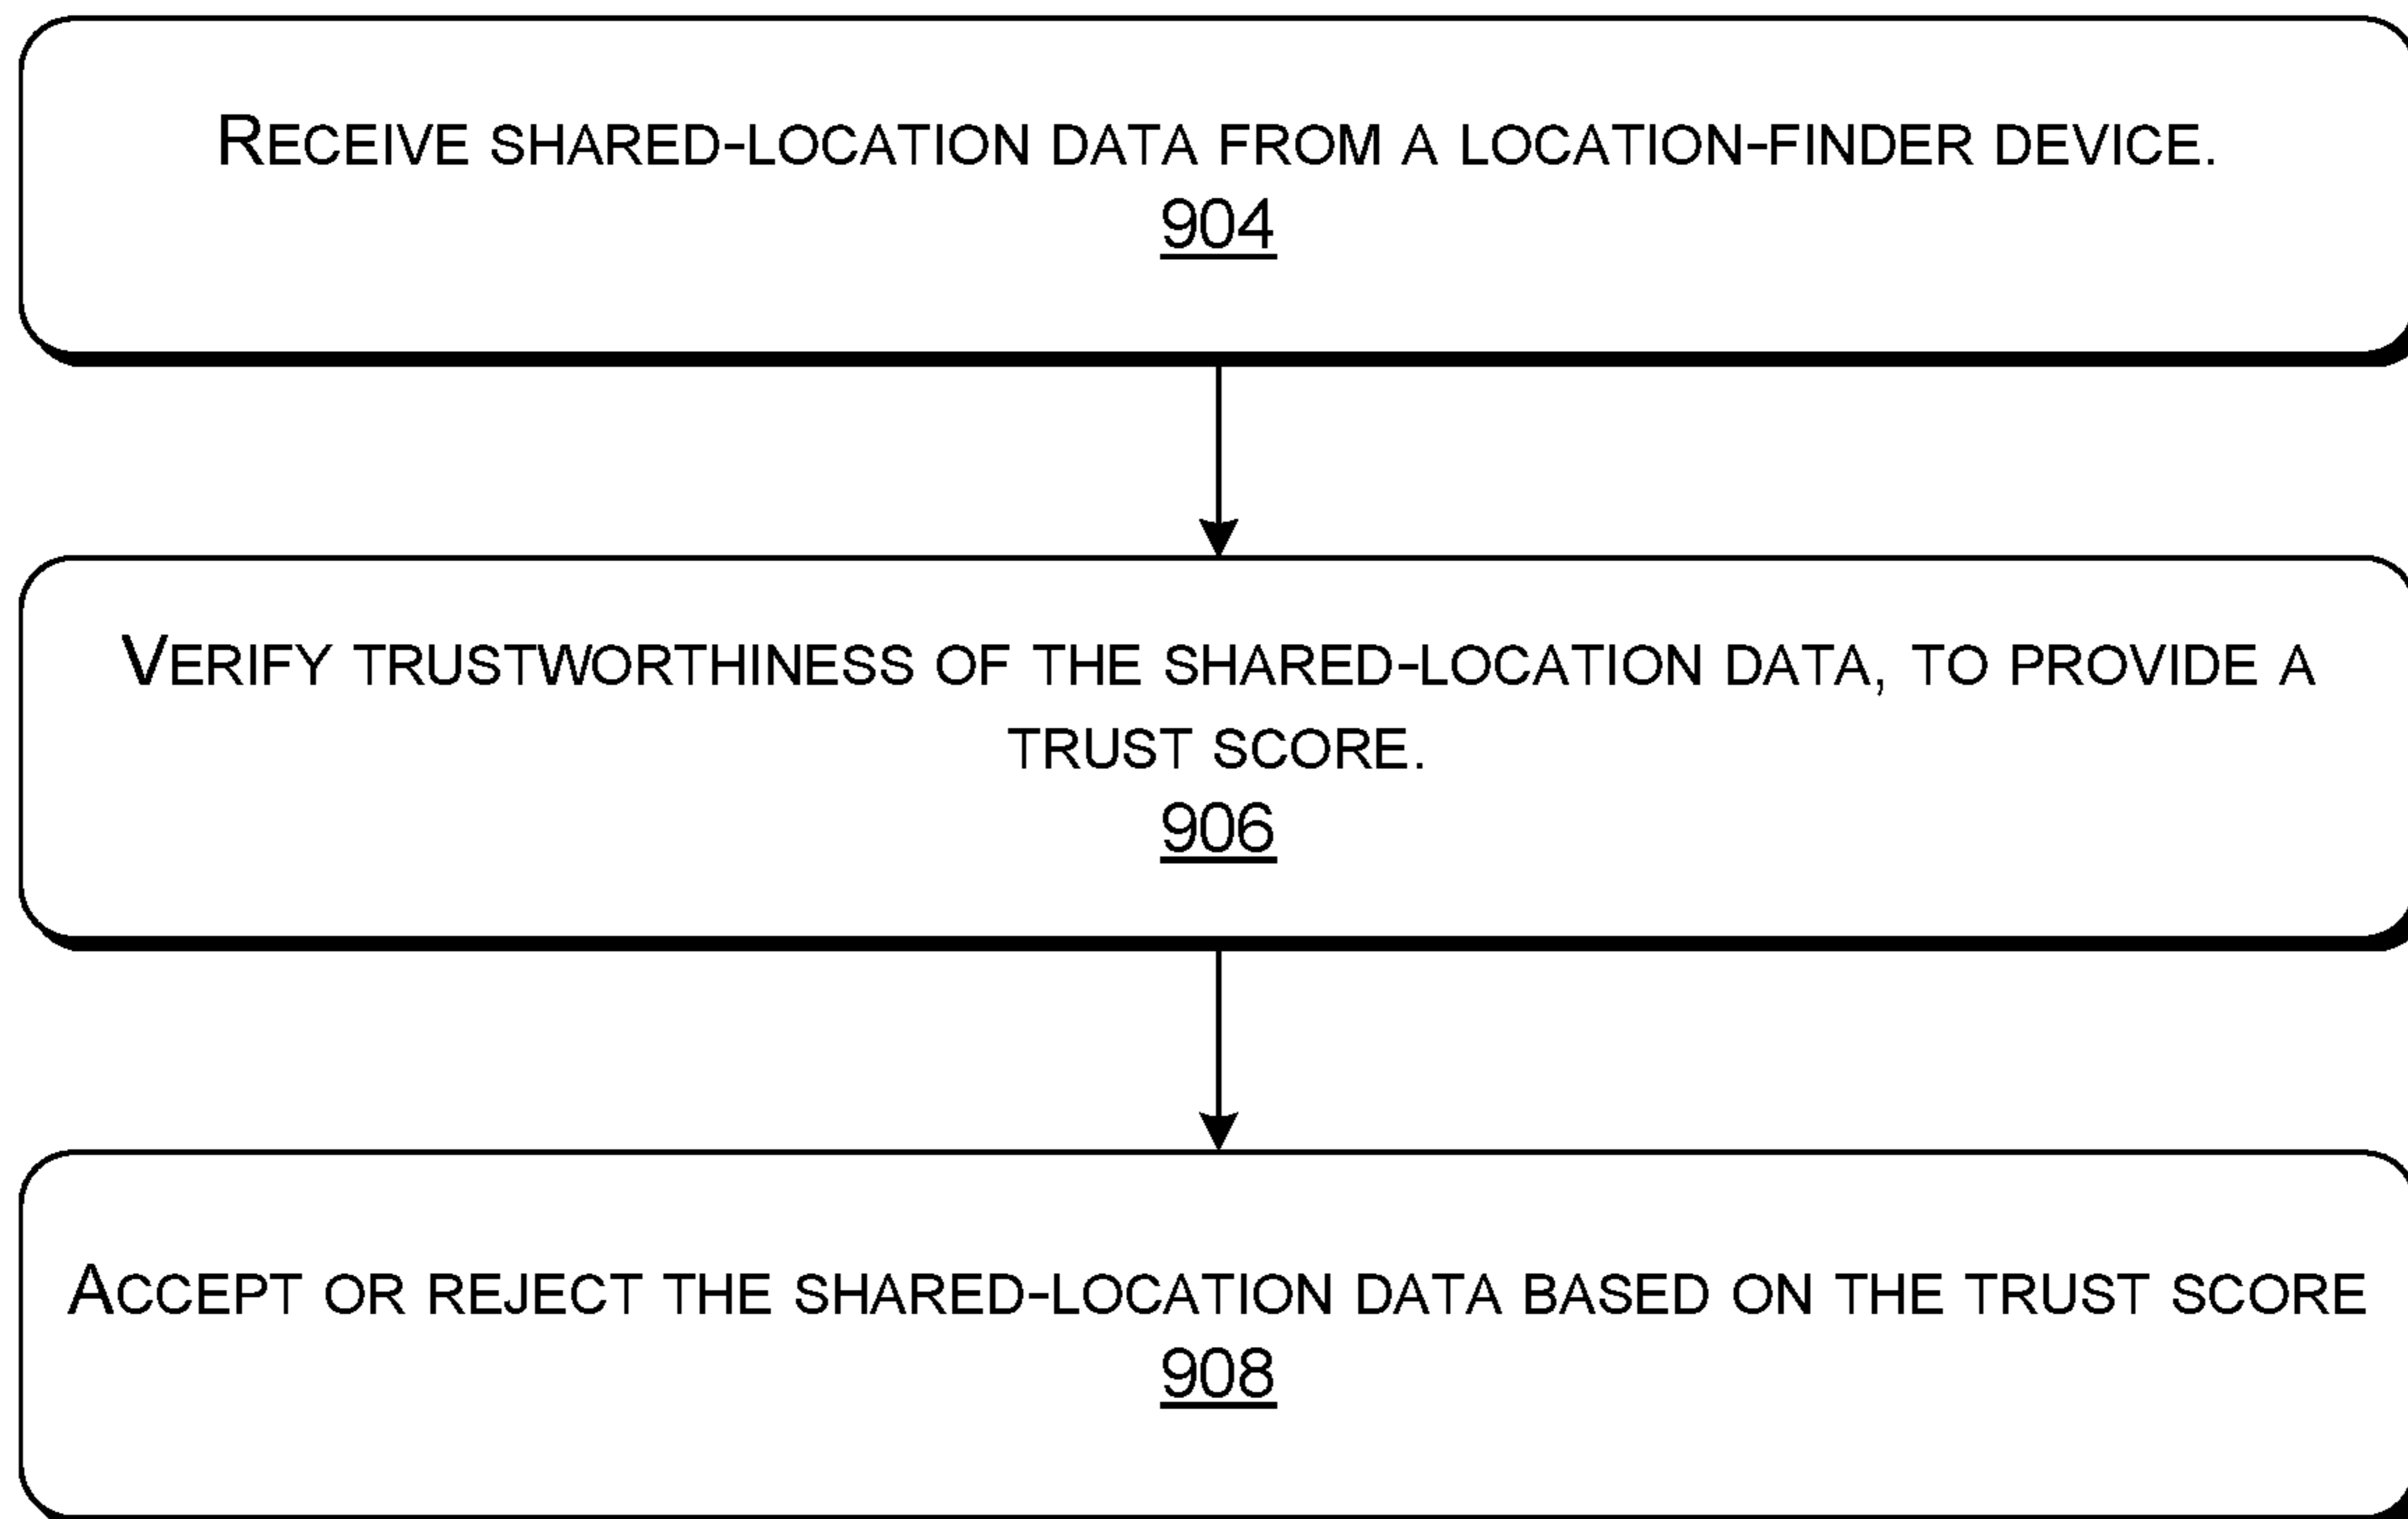 RECEIVE SHARED-LOCATION DATA FROM A LOCATION-FINDER DEVICE.
904
VERIFY TRUSTWORTHINESS OF THE SHARED-LOCATION DATA, TO PROVIDE A
TRUST SCORE.
906
ACCEPT OR REJECT THE SHARED-LOCATION DATA BASED ON THE TRUST SCORE
908